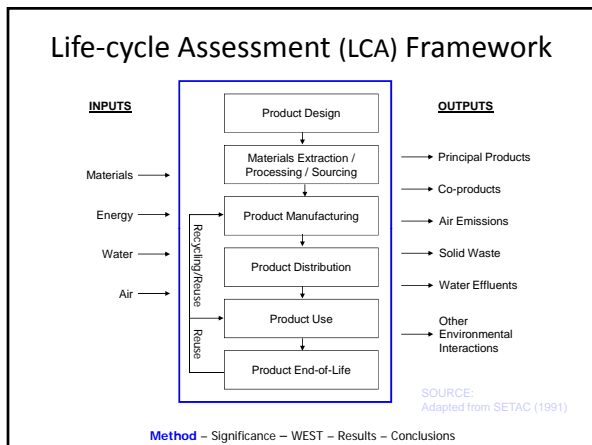 Life-cycle Assessment (LCA) Framework
INPUTS
Materials
Energy
Water
Air
Product Design
Materials Extraction /
Processing / Sourcing
Product Manufacturing
Product Distribution
Product Use
Product End-of-Life
Recycling/Reuse
Reuse
OUTPUTS
Principal Products
Co-products
Air Emissions
Solid Waste
Water Effluents
Other
Environmental
Interactions
SOURCE:
Adapted from SETAC (1991)
Method – Significance – WEST - Results - Conclusions